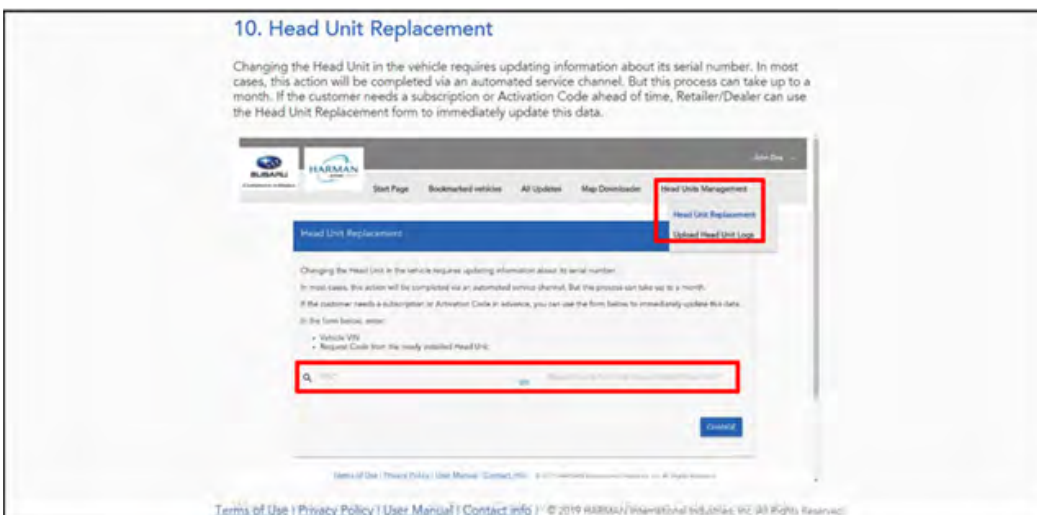 10. Head Unit Replacement
Changing the Head Unit in the vehicle requires updating information about its serial number. In most
cases, this action will be completed via an automated service channel. But this process can take up to a
month. If the customer needs a subscription or Activation Code ahead of time, Retailer/Dealer can use
the Head Unit Replacement form to immediately update this data.
John Doe
SUBARU
HARMAN
Start Page Bookmarked vehicles All Updates Map Downloader Head Units Management
Head Unit Replacement
Upload Head Unit Logs
Head Unit Replacement
Changing the Head Unit in the vehicle requires updating information about its serial number.
In most cases, this action will be completed via an automated service channel. But the process can take up to a month.
If the customer needs a subscription or Activation Code in advance, you can use the form below to immediately update this data.
In the form below, enter:
• Vehicle VIN
• Request Code from the newly installed Head Unit
CHANGE
Terms of Use | Privacy Policy | User Manual | Contact info
Terms of Use | Privacy Policy | User Manual | Contact info | © 2019 HARMAN International Industries, Inc. All Rights Reserved